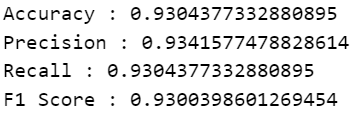 Accuracy : 0.9304377332880895
Precision : 0.9341577478828614
Recall : 0.9304377332880895
F1 Score : 0.9300398601269454